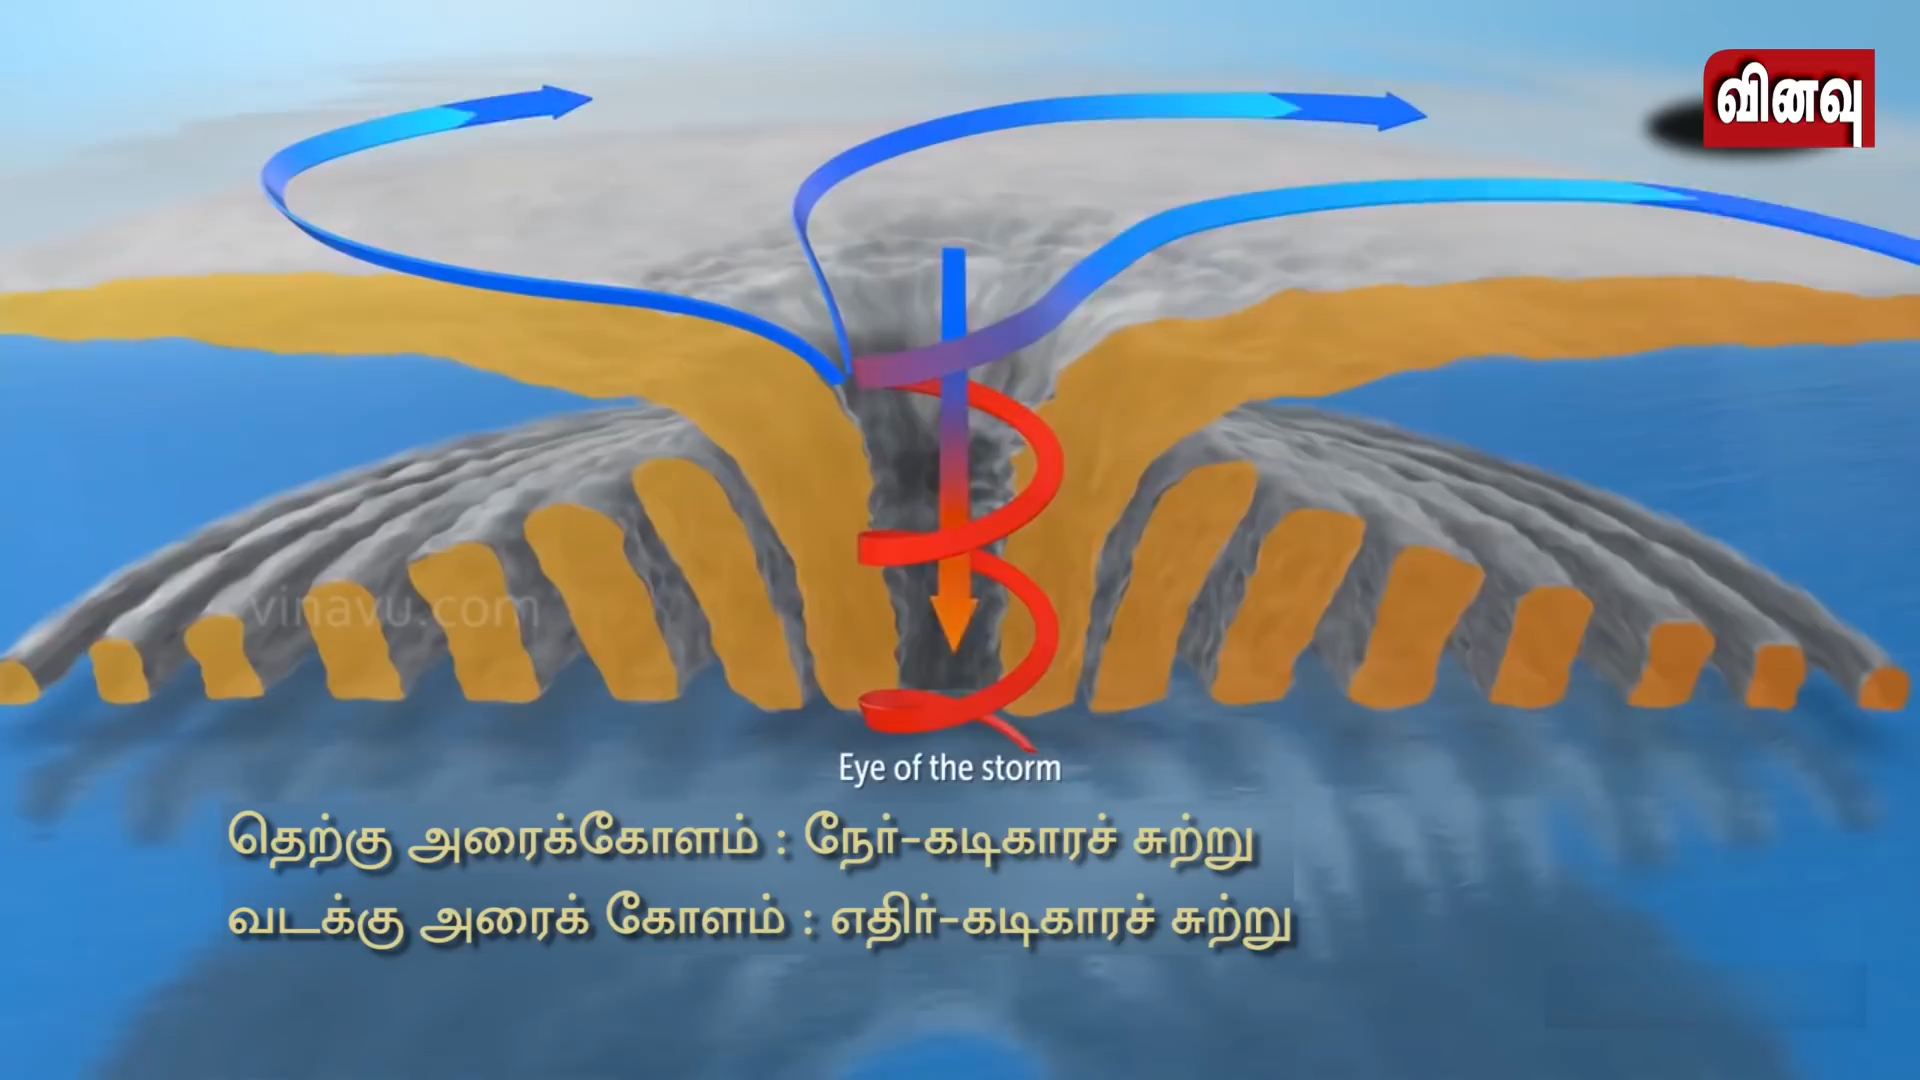 வினவு
vinavu.com
Eye of the storm
தெற்கு அரைக்கோளம் : நேர்-கடிகாரச் சுற்று
வடக்கு அரைக் கோளம் : எதிர்-கடிகாரச் சுற்று